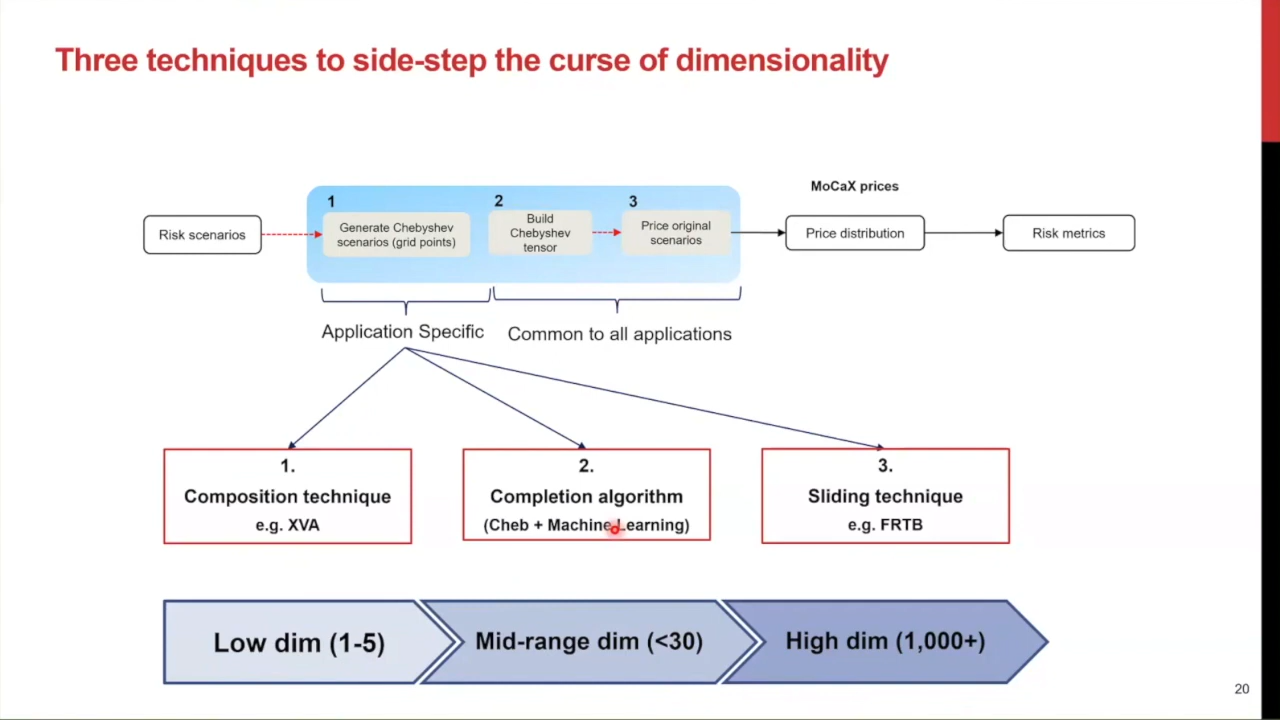 Three techniques to side-step the curse of dimensionality
MoCaX prices
1
2
3
Risk scenarios
Generate Chebyshev
scenarios (grid points)
Build
Chebyshev
tensor
Price original
scenarios
Price distribution
Risk metrics
Application Specific
Common to all applications
1.
Composition technique
e.g. XVA
2.
Completion algorithm
(Cheb + Machine Learning)
3.
Sliding technique
e.g. FRTB
Low dim (1-5)
Mid-range dim (<30)
High dim (1,000+)
20